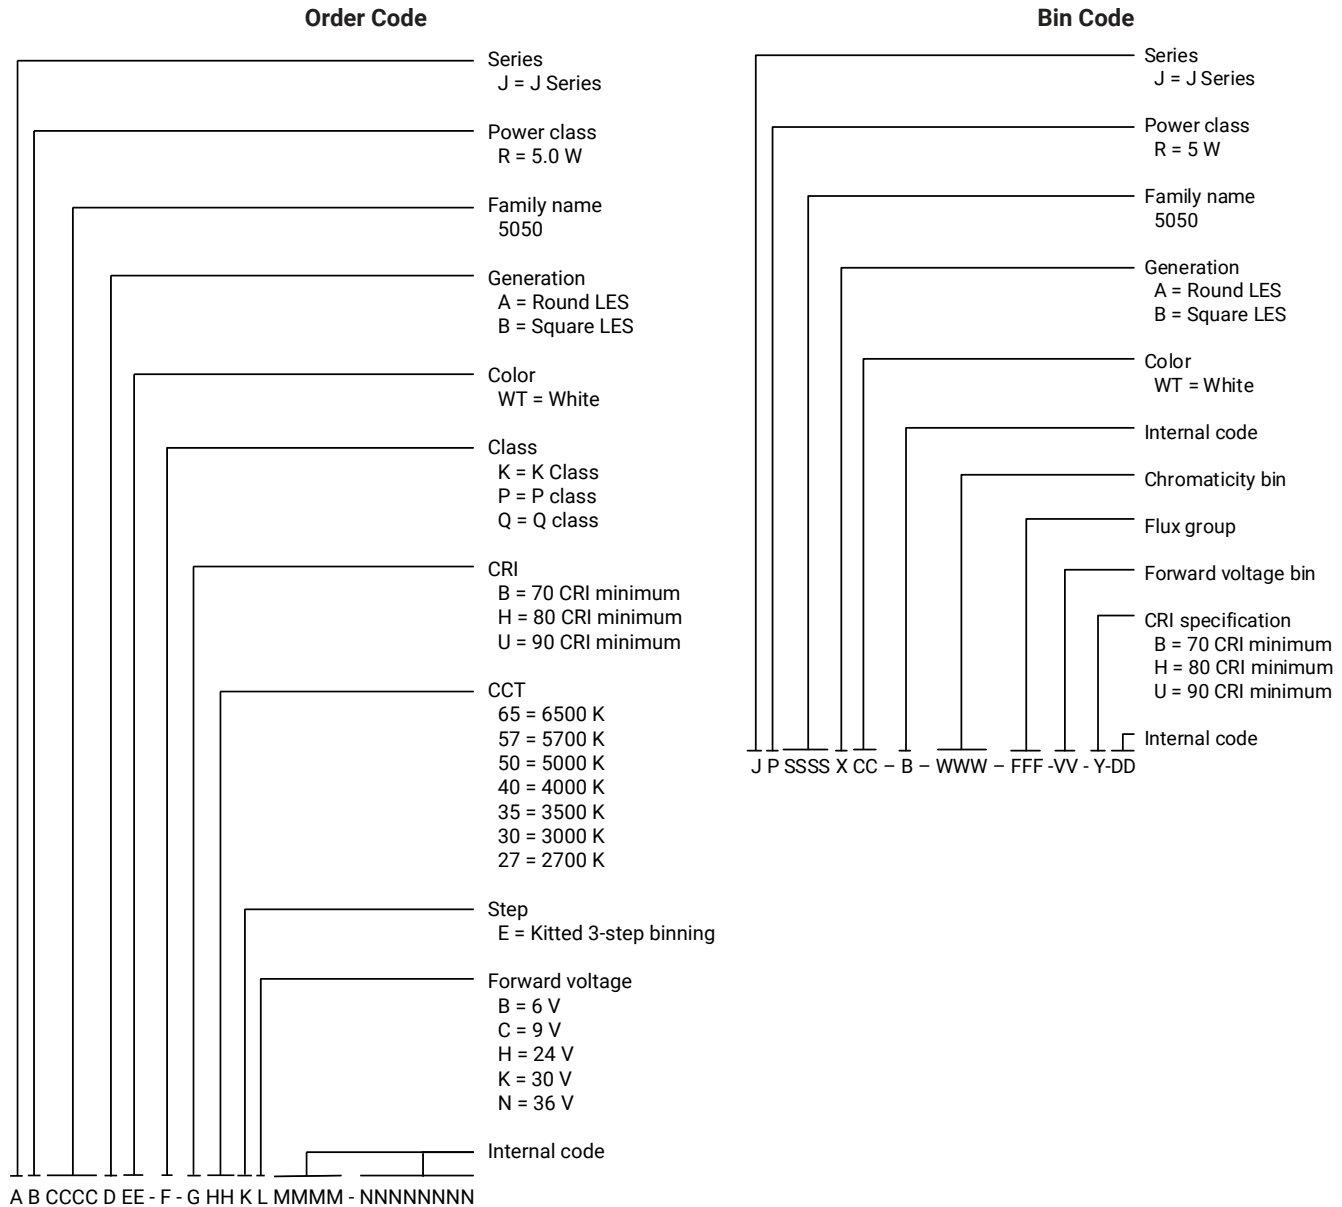 Order Code
Series
J = J Series
Power class
R = 5.0 W
Family name
5050
Generation
A = Round LES
B = Square LES
Color
WT = White
Class
K = K Class
P = P class
Q = Q class
CRI
B = 70 CRI minimum
H = 80 CRI minimum
U = 90 CRI minimum
CCT
65 = 6500 K
57 = 5700 K
50 = 5000 K
40 = 4000 K
35 = 3500 K
30 = 3000 K
27 = 2700 K
Step
E = Kitted 3-step binning
Forward voltage
B = 6 V
C = 9 V
H = 24 V
K = 30 V
N = 36 V
Internal code
A B CCCC D EE - F - G HH K L MMMM - NNNNNNNN
Bin Code
Series
J = J Series
Power class
R = 5 W
Family name
5050
Generation
A = Round LES
B = Square LES
Color
WT = White
Internal code
Chromaticity bin
Flux group
Forward voltage bin
CRI specification
B = 70 CRI minimum
H = 80 CRI minimum
U = 90 CRI minimum
Internal code
J P SSSS X CC – B – WWW – FFF -VV - Y-DD